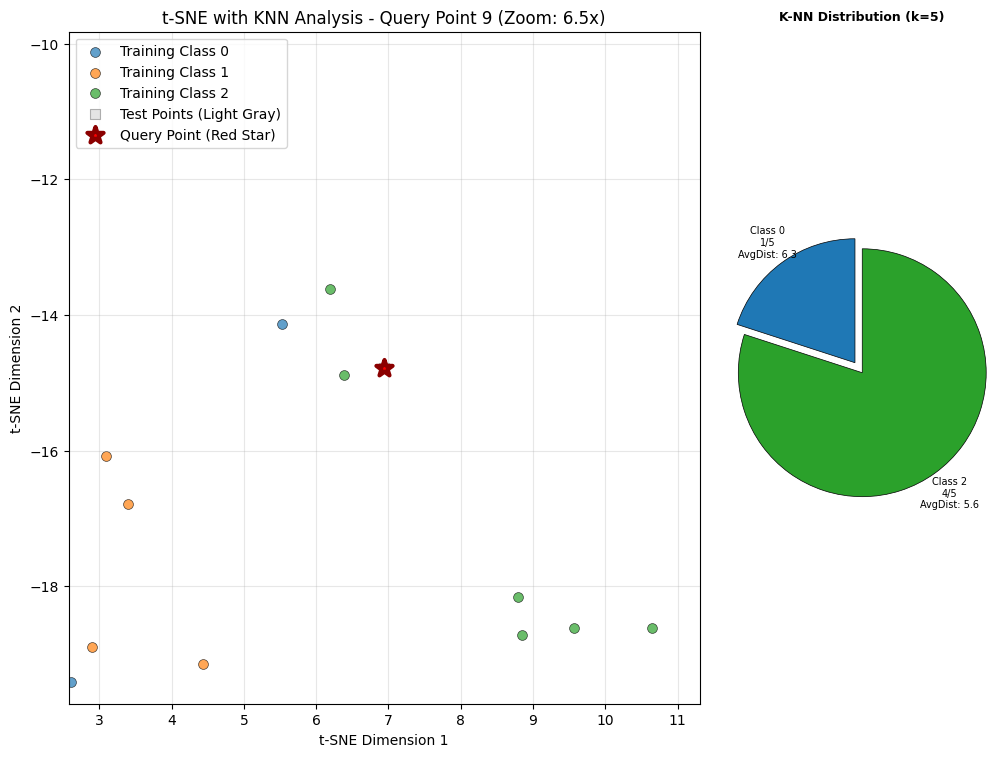 t-SNE with KNN Analysis - Query Point 9 (Zoom: 6.5x)
Training Class 0
Training Class 1
Training Class 2
Test Points (Light Gray)
Query Point (Red Star)
−10
−12
−14
−16
−18
t-SNE Dimension 2
3 4 5 6 7 8 9 10 11
t-SNE Dimension 1
K-NN Distribution (k=5)
Class 0
1/5
AvgDist: 6.3
Class 2
4/5
AvgDist: 5.6